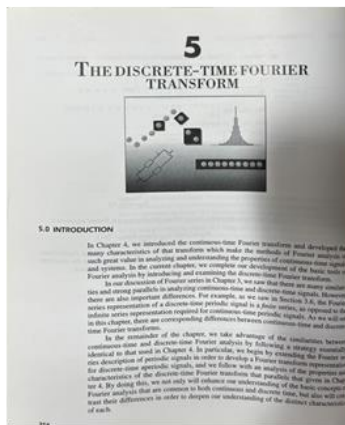 5
THE DISCRETE-TIME FOURIER
TRANSFORM
5.0 INTRODUCTION
In Chapter 4, we introduced the continuous-time Fourier transform and developed the
many characteristics of that transform which make the methods of Fourier analysis of
such great value in analyzing and understanding the properties of continuous-time signals
and systems. In the current chapter, we complete our development of the basic tools of
Fourier analysis by introducing and examining the discrete-time Fourier transform.
In our discussion of Fourier series in Chapter 3, we saw that there are many
ties and strong parallels in analyzing continuous-time and discrete-time signals. However,
there are also important differences. For example, as we saw in Section 3.6, the Fourier
series representation of a discrete-time periodic signal is a finite series, as opposed to the
infinite series representation required for continuous-time periodic signals. As we will
in this chapter, there are corresponding differences between continuous-time and discrete-
time Fourier transforms.
In the remainder of the chapter, we take advantage of the similarities between
continuous-time and discrete-time Fourier analysis by following a strategy essentially
identical to that used in Chapter 4. In particular, we begin by extending the Fourier
ries description of periodic signals in order to develop a Fourier transform representation
for discrete-time aperiodic signals, and we follow with an analysis of the properties and
characteristics of the discrete-time Fourier transform that parallels that given in Chap-
ter 4. By doing this, we not only will enhance our understanding of the basic concepts of
Fourier analysis that are common to both continuous and discrete time, but also will con-
trast their differences in order to deepen our understanding of the distinct characteristics
of each.